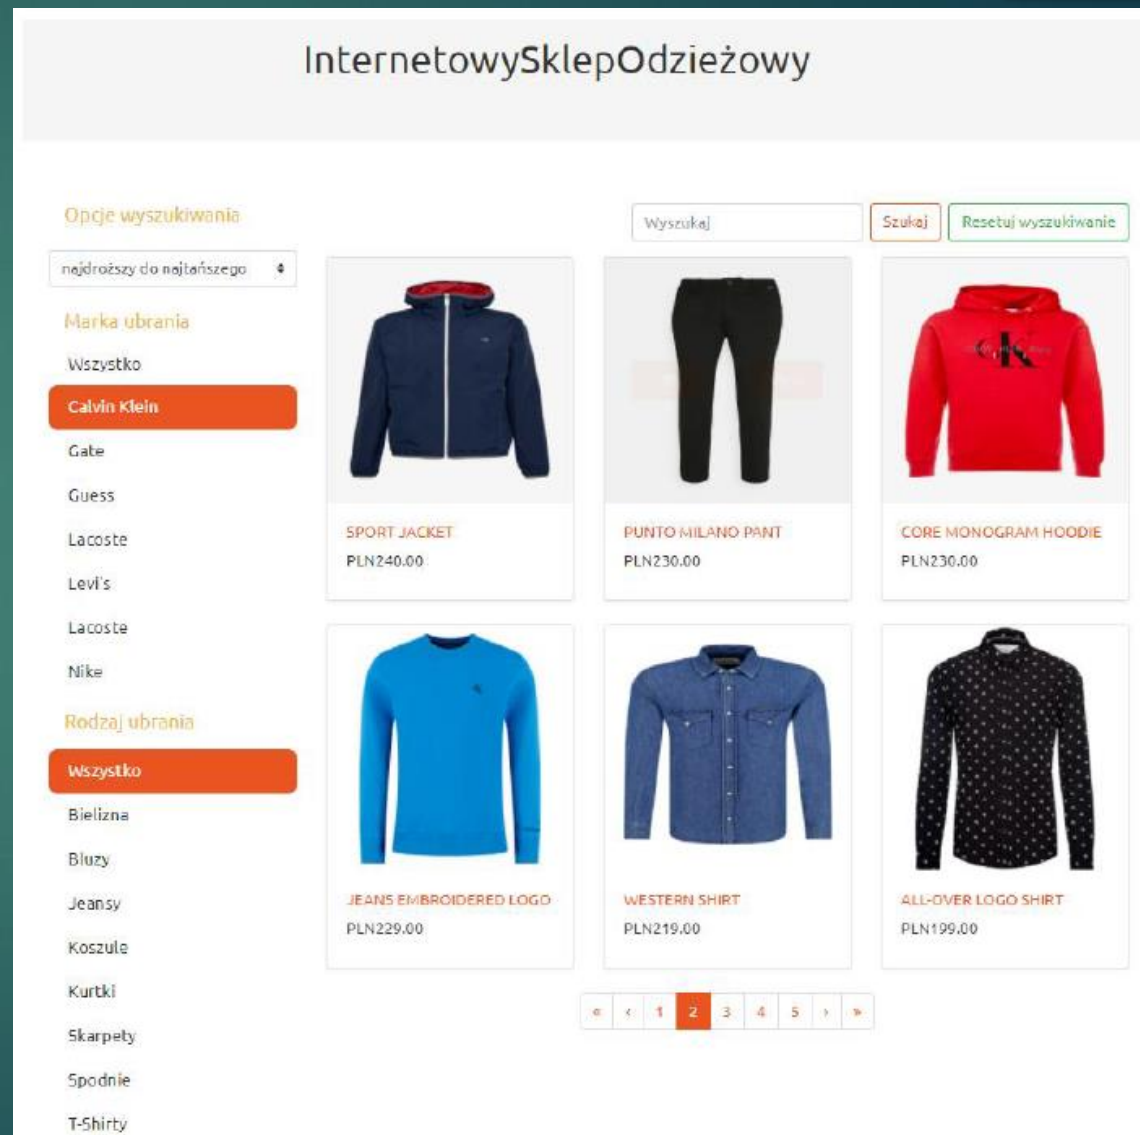 InternetowySklepOdzieżowy
Opcje wyszukiwania
najdroższy do najtańszego
Marka ubrania
Wszystko
Calvin Klein
Gate
Guess
Lacoste
Levi's
Lacoste
Nike
Rodzaj ubrania
Wszystko
Bielizna
Bluzy
Jeansy
Koszule
Kurtki
Skarpety
Spodnie
T-Shirty
Wyszukaj Szukaj Resetuj wyszukiwanie
SPORT JACKET
PLN240.00
PUNTO MILANO PANT
PLN230.00
CK
CORE MONOGRAM HOODIE
PLN230.00
JEANS EMBROIDERED LOGO
PLN229.00
WESTERN SHIRT
PLN219.00
ALL-OVER LOGO SHIRT
PLN199.00
« ‹ 1 2 3 4 5 › »